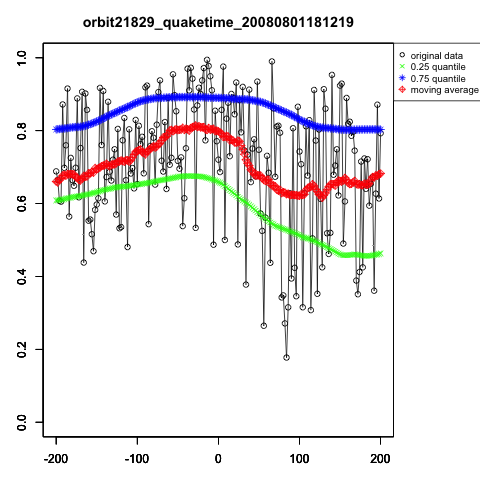 orbit21829_quaketime_20080801181219
original data
0.25 quantile
0.75 quantile
moving average
1.0
0.8
0.6
0.4
0.2
0.0
-200
-100
0
100
200